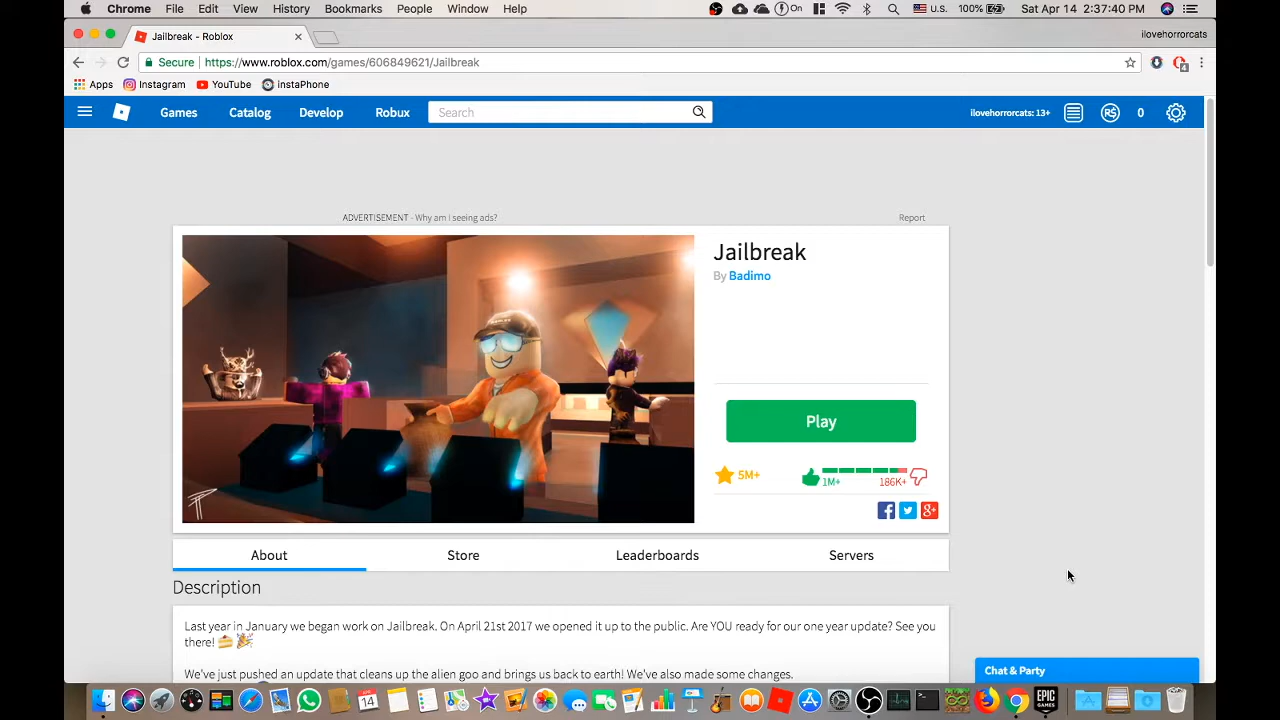 Chrome File Edit View History Bookmarks People Window Help On U.S. 100% Sat Apr 14 2:37:40 PM
Jailbreak - Roblox ilovehorrorcats
Secure https://www.roblox.com/games/606849621/Jailbreak 4
Apps Instagram YouTube instaPhone
Games Catalog Develop Robux Search ilovehorrorcats: 13+ R$ 0
ADVERTISEMENT - Why am I seeing ads? Report
Jailbreak
By Badimo
Play
5M+ 1M+ 186K+
About Store Leaderboards Servers
Description
Last year in January we began work on Jailbreak. On April 21st 2017 we opened it up to the public. Are YOU ready for our one year update? See you
there! 🍰 🎉
We've just pushed an update that cleans up the alien goo and brings us back to earth! We've also made some changes.
Chat & Party
14
EPIC
GAMES